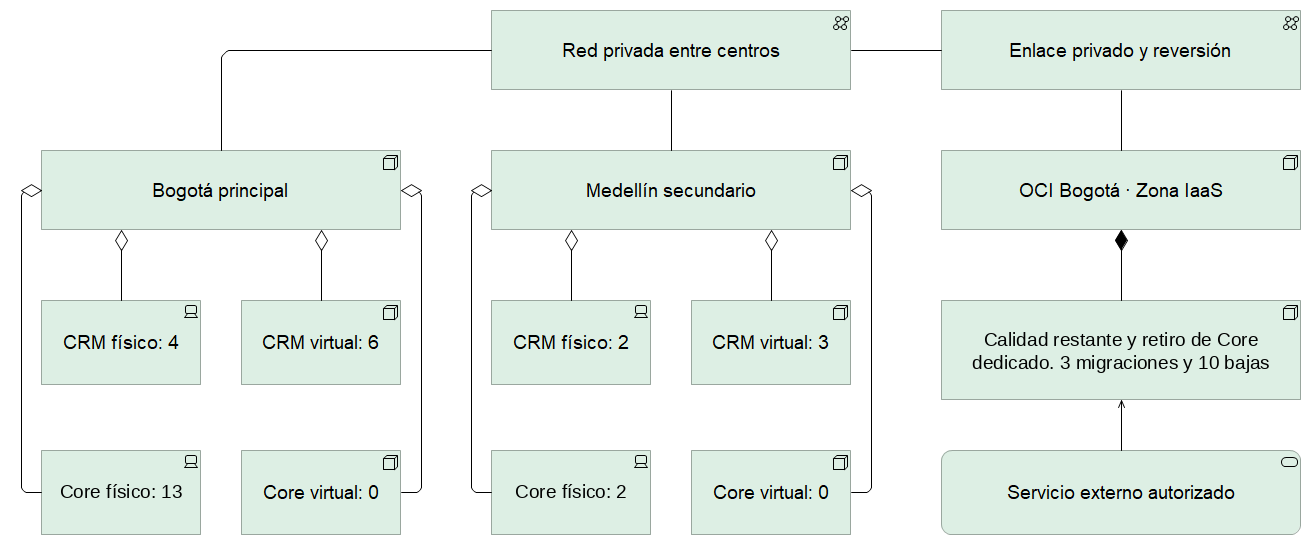 Red privada entre centros
Enlace privado y reversión
Bogotá principal
Medellín secundario
OCI Bogotá · Zona IaaS
CRM físico: 4
CRM virtual: 6
CRM físico: 2
CRM virtual: 3
Calidad restante y retiro de Core
dedicado. 3 migraciones y 10 bajas
Core físico: 13
Core virtual: 0
Core físico: 2
Core virtual: 0
Servicio externo autorizado